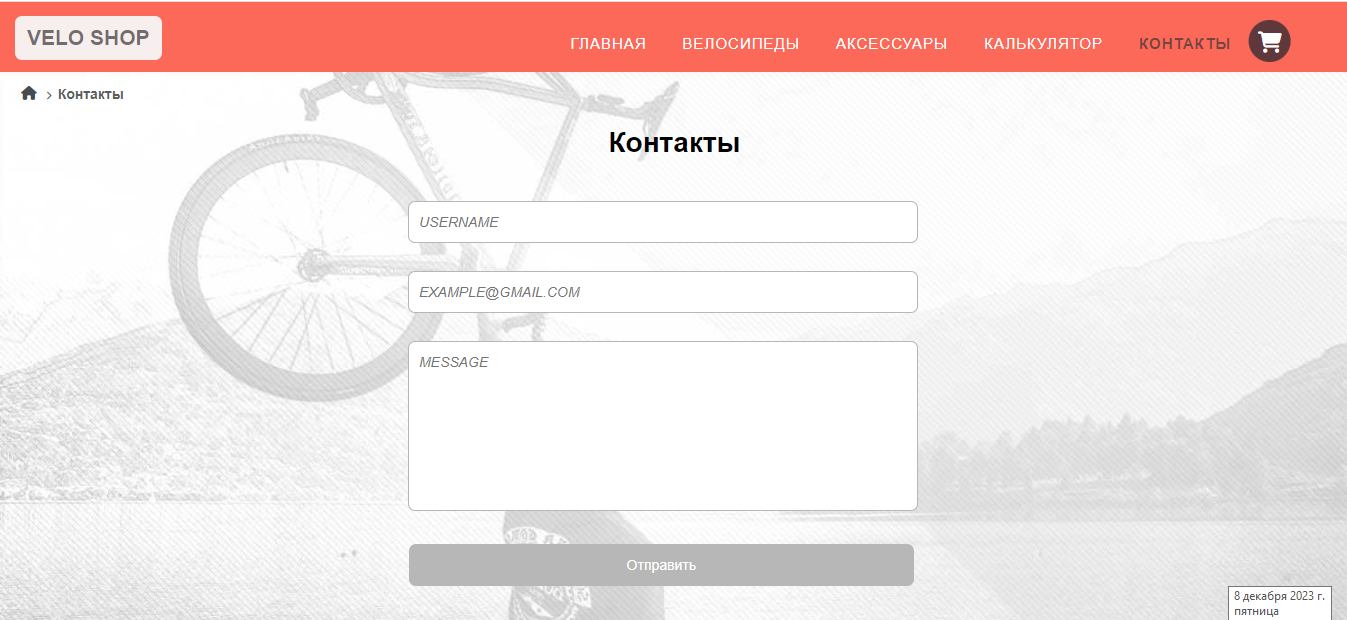 VELO SHOP
ГЛАВНАЯ ВЕЛОСИПЕДЫ АКСЕССУАРЫ КАЛЬКУЛЯТОР КОНТАКТЫ
Контакты
Контакты
USERNAME
EXAMPLE@GMAIL.COM
MESSAGE
Отправить
8 декабря 2023 г.
пятница